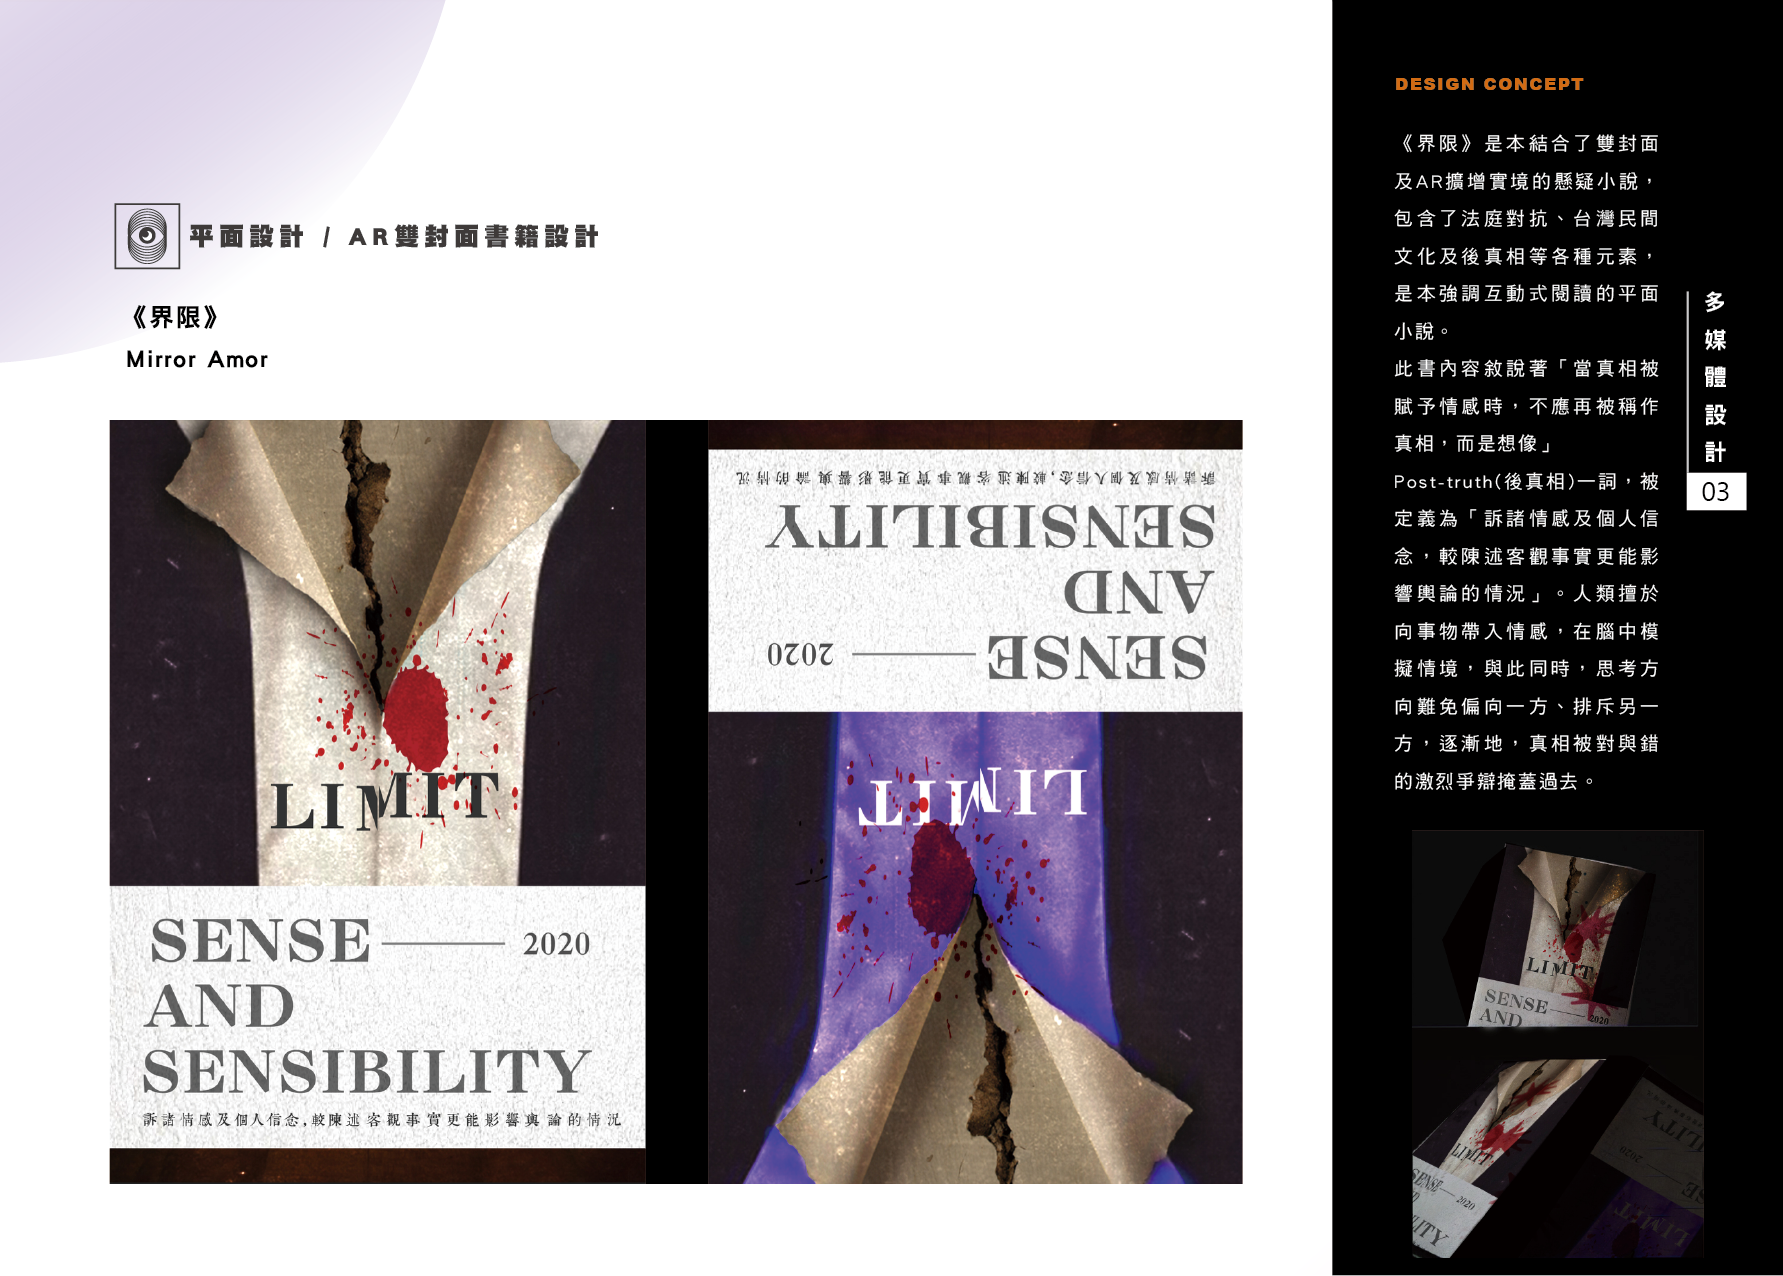 平面設計 / AR雙封面書籍設計
《界限》
Mirror Amor
LIMIT
SENSE
2020
AND
SENSIBILITY
訴諸情感及個人信念,較陳述客觀事實更能影響輿論的情況
訴諸情感及個人信念,較陳述客觀事實更能影響輿論的情況
SENSIBILITY
AND
SENSE
2020
LIMIT
DESIGN CONCEPT
《界限》是本結合了雙封面
及AR擴增實境的懸疑小說，
包含了法庭對抗、台灣民間
文化及後真相等各種元素，
是本強調互動式閱讀的平面
小說。
此書內容敘說著「當真相被
賦予情感時，不應再被稱作
真相，而是想像」
Post-truth(後真相)一詞，被
定義為「訴諸情感及個人信
念，較陳述客觀事實更能影
響輿論的情況」。人類擅於
向事物帶入情感，在腦中模
擬情境，與此同時，思考方
向難免偏向一方、排斥另一
方，逐漸地，真相被對與錯
的激烈爭辯掩蓋過去。
多媒體設計
03
LIMIT
SENSE
2020
AND
LIMIT
SENSE
2020
ILITY
LIMIT